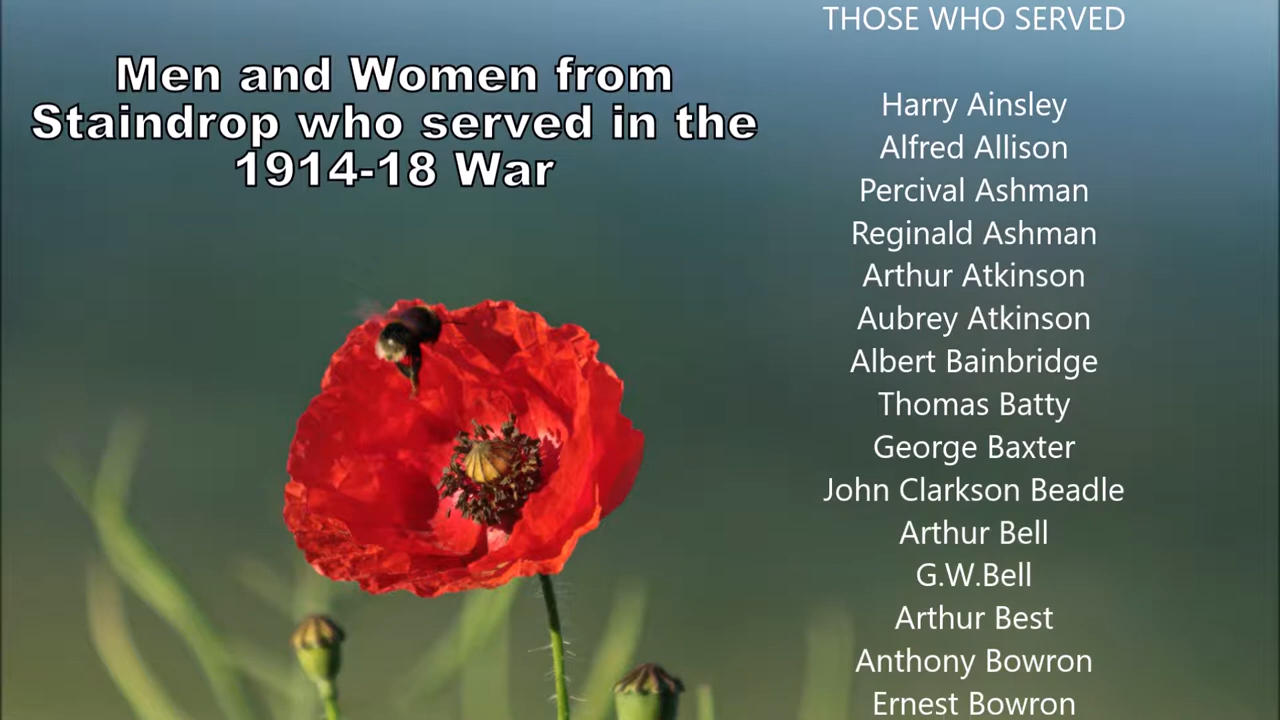 Men and Women from
Staindrop who served in the
1914-18 War
THOSE WHO SERVED
Harry Ainsley
Alfred Allison
Percival Ashman
Reginald Ashman
Arthur Atkinson
Aubrey Atkinson
Albert Bainbridge
Thomas Batty
George Baxter
John Clarkson Beadle
Arthur Bell
G.W.Bell
Arthur Best
Anthony Bowron
Ernest Bowron